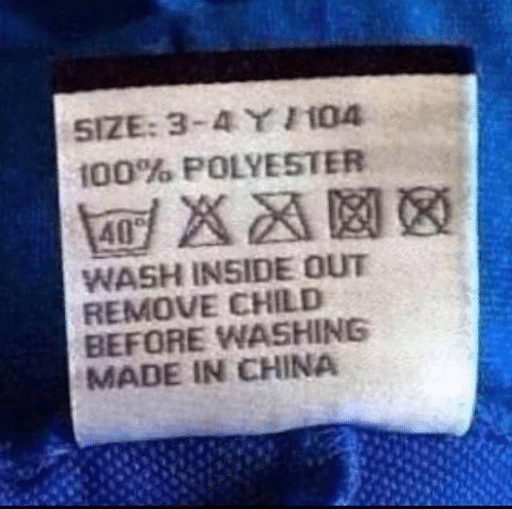 SIZE: 3-4 Y / 104
100% POLYESTER
40°
WASH INSIDE OUT
REMOVE CHILD
BEFORE WASHING
MADE IN CHINA